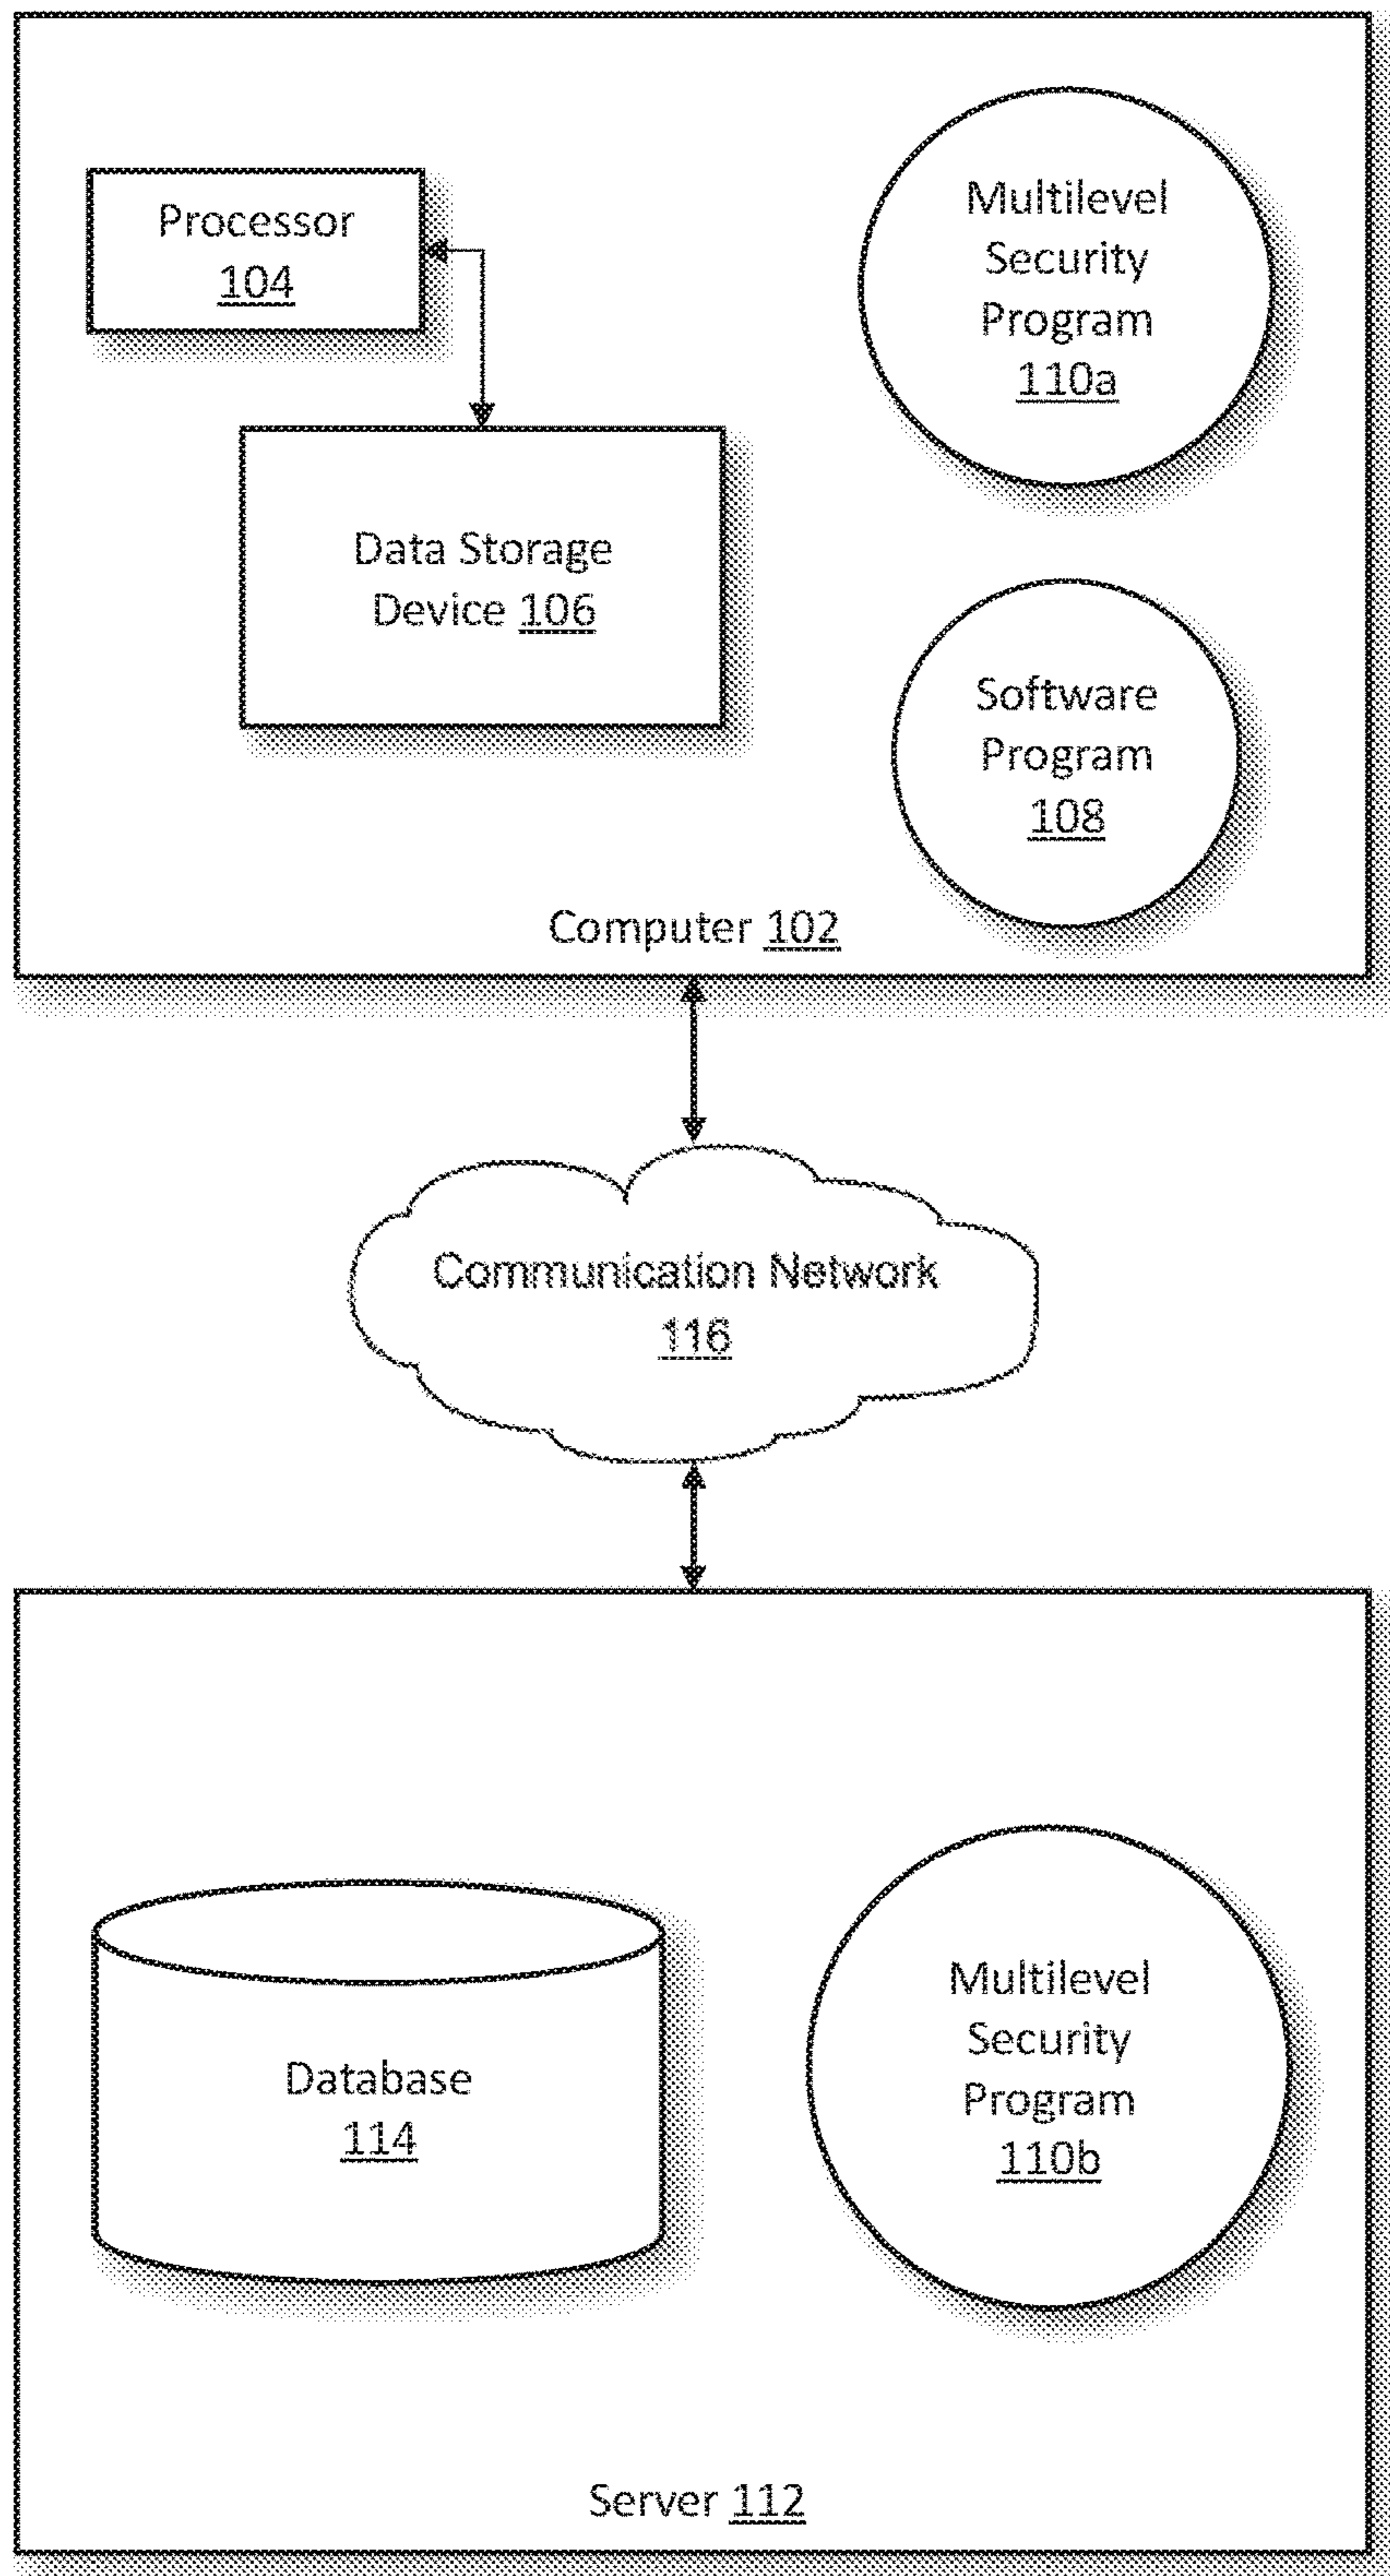 Processor
104
Multilevel
Security
Program
110a
Data Storage
Device 106
Software
Program
108
Computer 102
Communication Network
116
Database
114
Multilevel
Security
Program
110b
Server 112